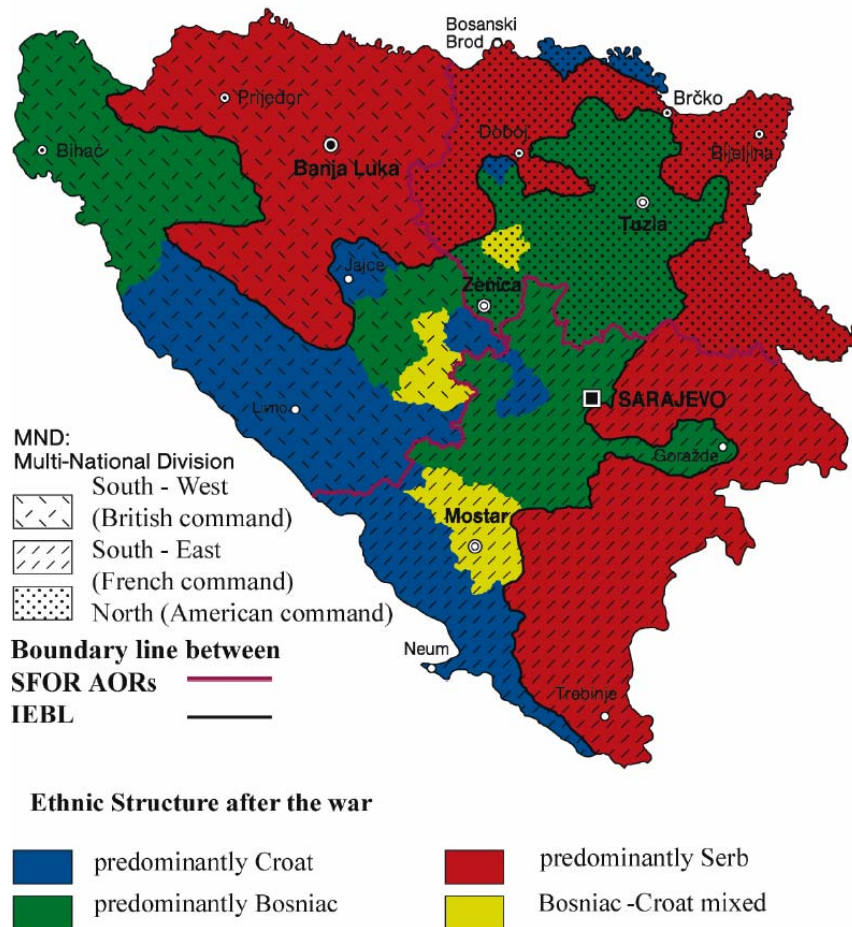 Bosanski
Brod
Prijedor
Brčko
Doboj
Bihać
Banja Luka
Bijeljina
Tuzla
Jajce
Zenica
Livno
SARAJEVO
Goražde
MND:
Multi-National Division
South - West
(British command)
South - East
(French command)
North (American command)
Mostar
Boundary line between
SFOR AORs
IEBL
Neum
Trebinje
Ethnic Structure after the war
predominantly Croat
predominantly Serb
predominantly Bosniac
Bosniac -Croat mixed